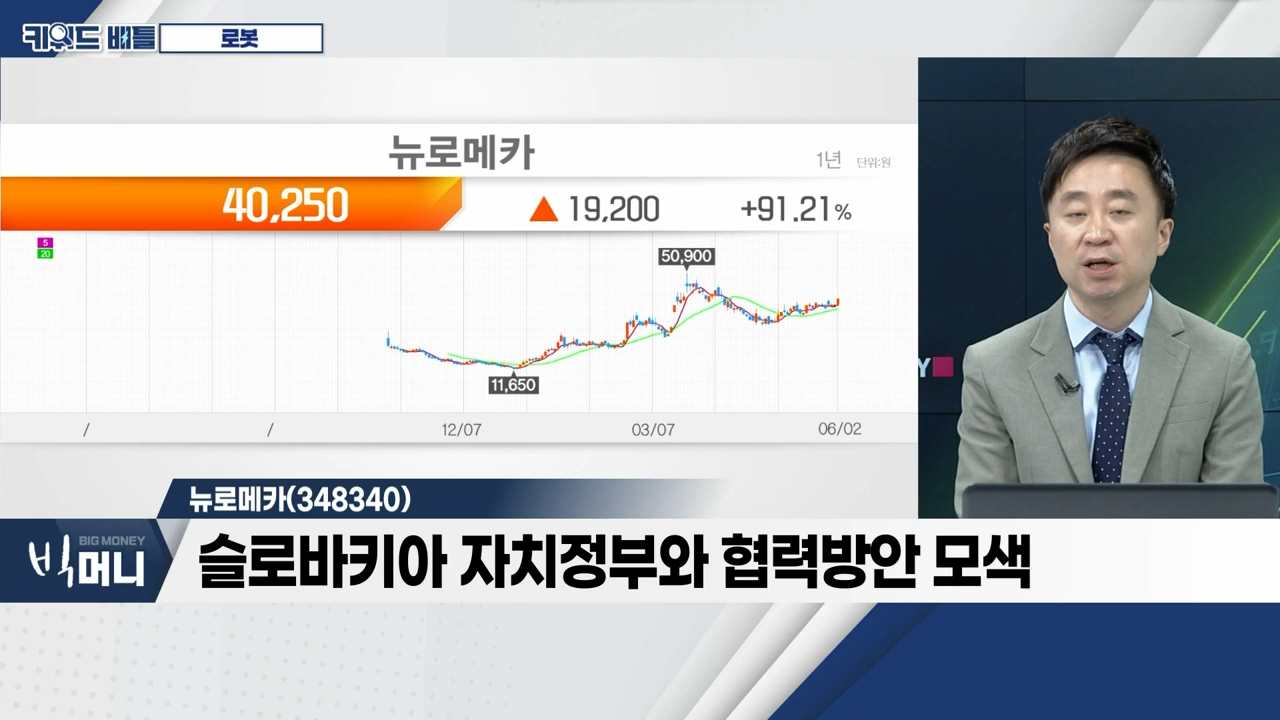 키워드 배틀
로봇
뉴로메카
1년 단위:원
40,250 ▲ 19,200 +91.21%
5
20
50,900
11,650
/ / 12/07 03/07 06/02
Y
뉴로메카(348340)
BIG MONEY
빅머니
슬로바키아 자치정부와 협력방안 모색